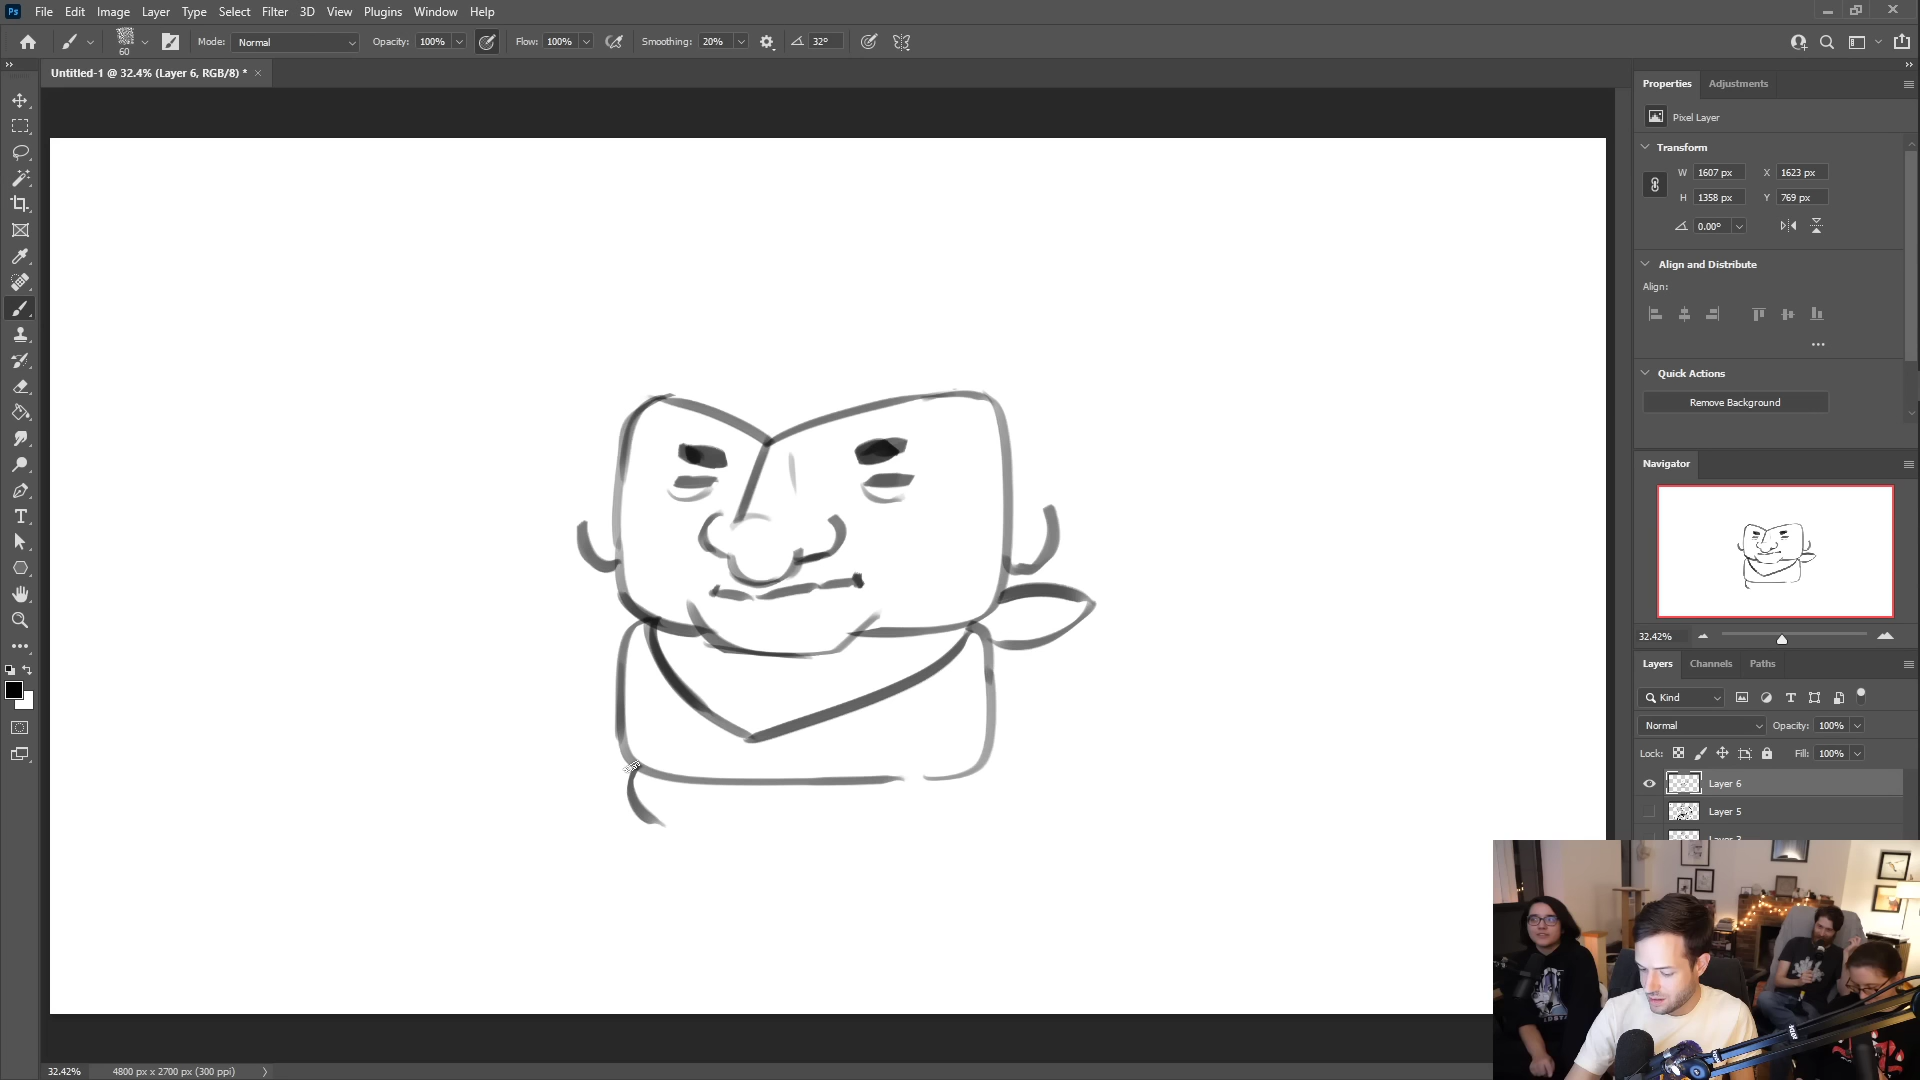 Ps File Edit Image Layer Type Select Filter 3D View Plugins Window Help
60 Mode: Normal Opacity: 100% Flow: 100% Smoothing: 20% 32°
Untitled-1 @ 32.4% (Layer 6, RGB/8) *
Properties Adjustments
Pixel Layer
Transform
W 1607 px X 1623 px
H 1358 px Y 769 px
0.00°
Align and Distribute
Align:
Quick Actions
Remove Background
Navigator
32.42%
Layers Channels Paths
Kind
Normal Opacity: 100%
Lock: Fill: 100%
Layer 6
Layer 5
32.42% 4800 px x 2700 px (300 ppi)